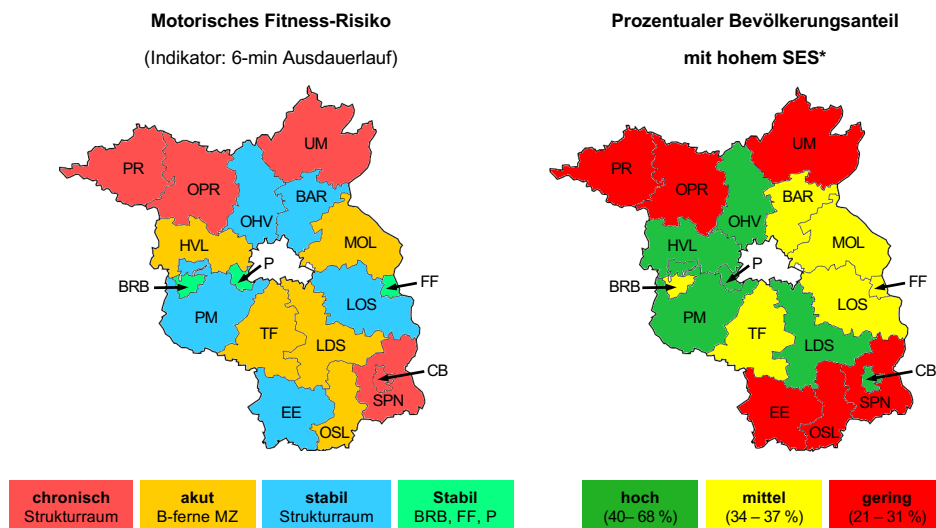 Motorisches Fitness-Risiko
(Indikator: 6-min Ausdauerlauf)
UM
PR
OPR
BAR
OHV
MOL
HVL
P
BRB
FF
LOS
PM
TF
LDS
CB
SPN
EE
OSL
chronisch
Strukturraum
akut
B-ferne MZ
stabil
Strukturraum
Stabil
BRB, FF, P
Prozentualer Bevölkerungsanteil
mit hohem SES*
UM
PR
OPR
BAR
OHV
MOL
HVL
P
BRB
FF
LOS
PM
TF
LDS
CB
SPN
EE
OSL
hoch
(40– 68 %)
mittel
(34 – 37 %)
gering
(21 – 31 %)